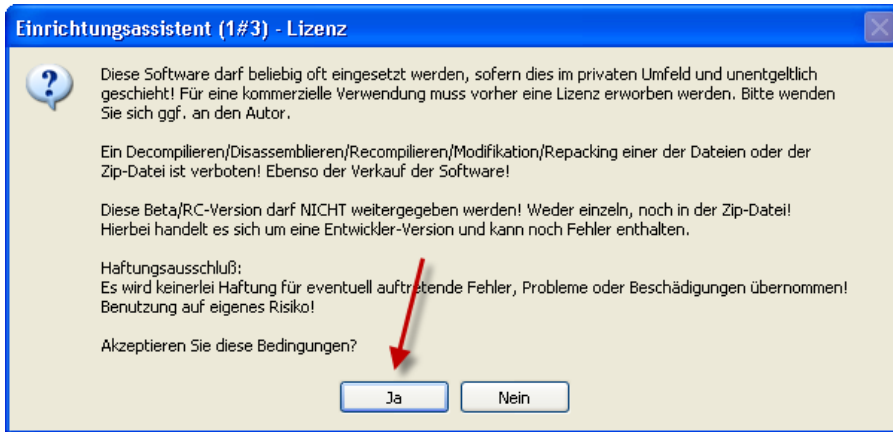 Einrichtungsassistent (1#3) - Lizenz
Diese Software darf beliebig oft eingesetzt werden, sofern dies im privaten Umfeld und unentgeltlich
geschieht! Für eine kommerzielle Verwendung muss vorher eine Lizenz erworben werden. Bitte wenden
Sie sich ggf. an den Autor.
Ein Decompilieren/Disassemblieren/Recompilieren/Modifikation/Repacking einer der Dateien oder der
Zip-Datei ist verboten! Ebenso der Verkauf der Software!
Diese Beta/RC-Version darf NICHT weitergegeben werden! Weder einzeln, noch in der Zip-Datei!
Hierbei handelt es sich um eine Entwickler-Version und kann noch Fehler enthalten.
Haftungsausschluß:
Es wird keinerlei Haftung für eventuell auftretende Fehler, Probleme oder Beschädigungen übernommen!
Benutzung auf eigenes Risiko!
Akzeptieren Sie diese Bedingungen?
Ja
Nein